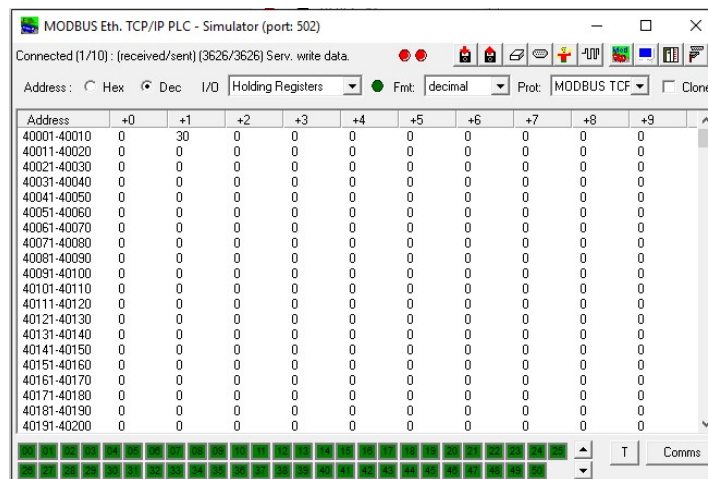 MODBUS Eth. TCP/IP PLC - Simulator (port: 502)
Connected (1/10) : (received/sent) (3626/3626) Serv. write data.
Address : Hex Dec I/O Holding Registers Fmt: decimal Prot: MODBUS TCP Clone
Address +0 +1 +2 +3 +4 +5 +6 +7 +8 +9
40001-40010 0 30 0 0 0 0 0 0 0 0
40011-40020 0 0 0 0 0 0 0 0 0 0
40021-40030 0 0 0 0 0 0 0 0 0 0
40031-40040 0 0 0 0 0 0 0 0 0 0
40041-40050 0 0 0 0 0 0 0 0 0 0
40051-40060 0 0 0 0 0 0 0 0 0 0
40061-40070 0 0 0 0 0 0 0 0 0 0
40071-40080 0 0 0 0 0 0 0 0 0 0
40081-40090 0 0 0 0 0 0 0 0 0 0
40091-40100 0 0 0 0 0 0 0 0 0 0
40101-40110 0 0 0 0 0 0 0 0 0 0
40111-40120 0 0 0 0 0 0 0 0 0 0
40121-40130 0 0 0 0 0 0 0 0 0 0
40131-40140 0 0 0 0 0 0 0 0 0 0
40141-40150 0 0 0 0 0 0 0 0 0 0
40151-40160 0 0 0 0 0 0 0 0 0 0
40161-40170 0 0 0 0 0 0 0 0 0 0
40171-40180 0 0 0 0 0 0 0 0 0 0
40181-40190 0 0 0 0 0 0 0 0 0 0
40191-40200 0 0 0 0 0 0 0 0 0 0
00 01 02 03 04 05 06 07 08 09 10 11 12 13 14 15 16 17 18 19 20 21 22 23 24 25 T Comms
26 27 28 29 30 31 32 33 34 35 36 37 38 39 40 41 42 43 44 45 46 47 48 49 50